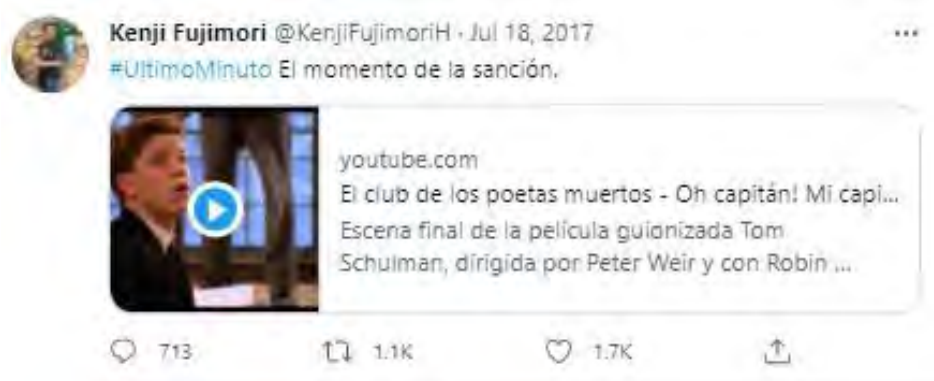 Kenji Fujimori @KenjiFujimoriH · Jul 18, 2017
#UltimoMinuto El momento de la sanción.
youtube.com
El club de los poetas muertos - Oh capitán! Mi capi...
Escena final de la película guionizada Tom
Schulman, dirigida por Peter Weir y con Robin ...
713 1.1K 1.7K